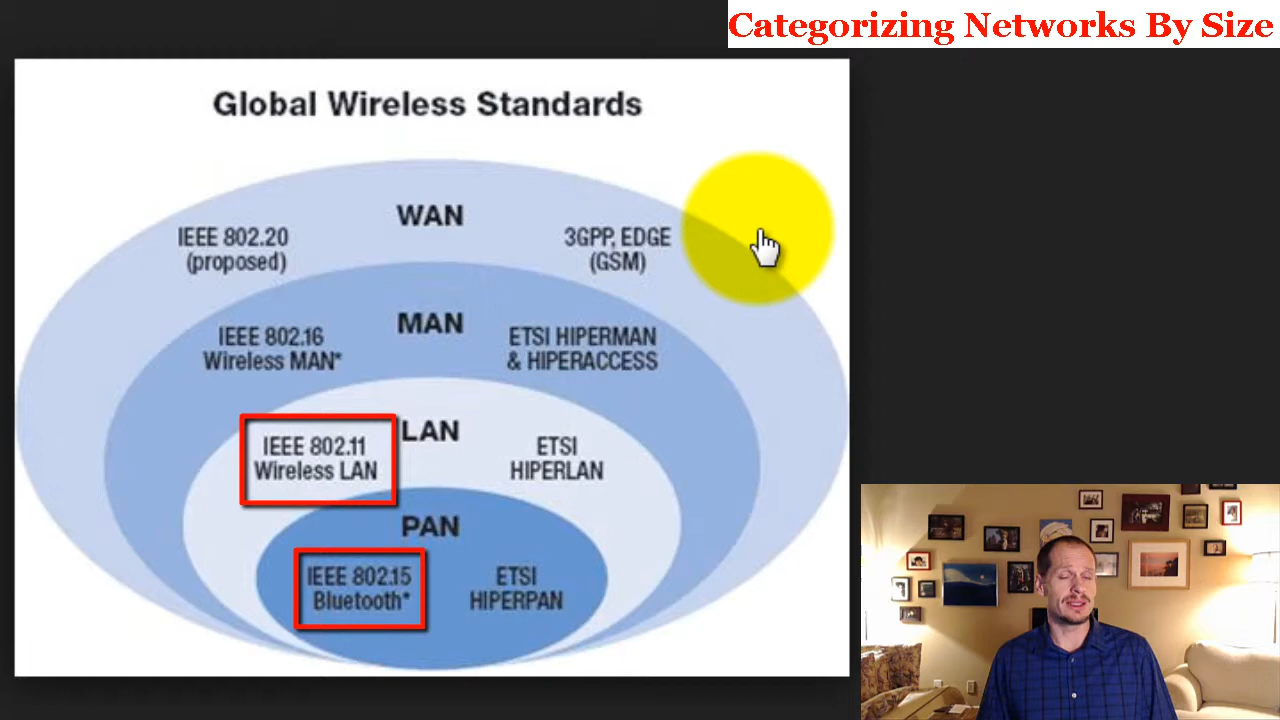 Categorizing Networks By Size
Global Wireless Standards
WAN
IEEE 802.20
(proposed)
3GPP, EDGE
(GSM)
MAN
IEEE 802.16
Wireless MAN*
ETSI HIPERMAN
& HIPERACCESS
LAN
IEEE 802.11
Wireless LAN
ETSI
HIPERLAN
PAN
IEEE 802.15
Bluetooth*
ETSI
HIPERPAN